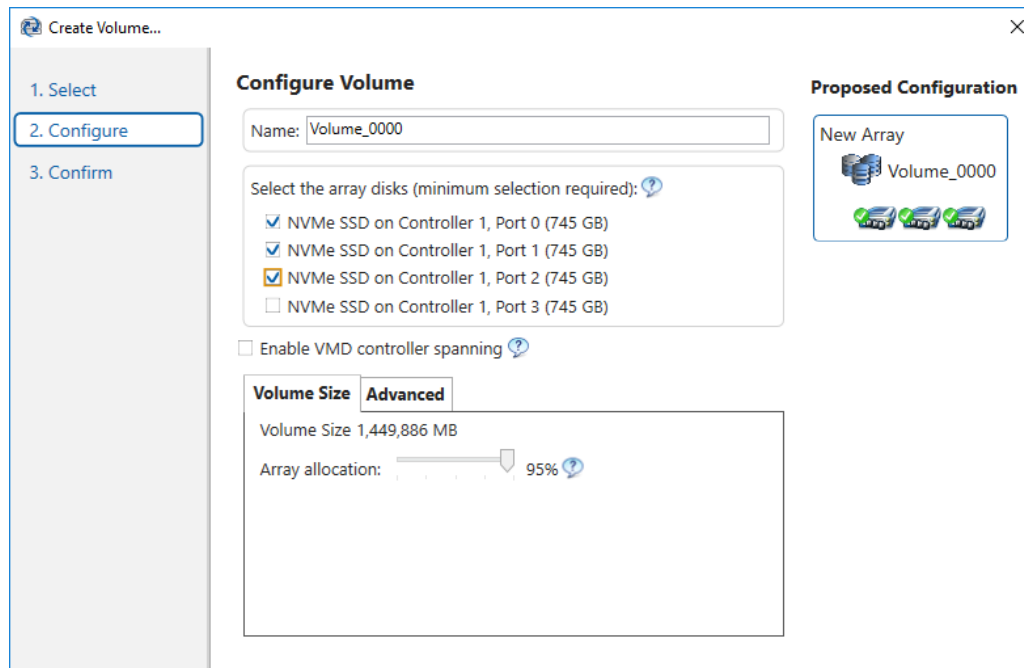 Create Volume...
1. Select
2. Configure
3. Confirm
Configure Volume
Name: Volume_0000
Select the array disks (minimum selection required):
NVMe SSD on Controller 1, Port 0 (745 GB)
NVMe SSD on Controller 1, Port 1 (745 GB)
NVMe SSD on Controller 1, Port 2 (745 GB)
NVMe SSD on Controller 1, Port 3 (745 GB)
Enable VMD controller spanning
Volume Size Advanced
Volume Size 1,449,886 MB
Array allocation: 95%
Proposed Configuration
New Array
Volume_0000